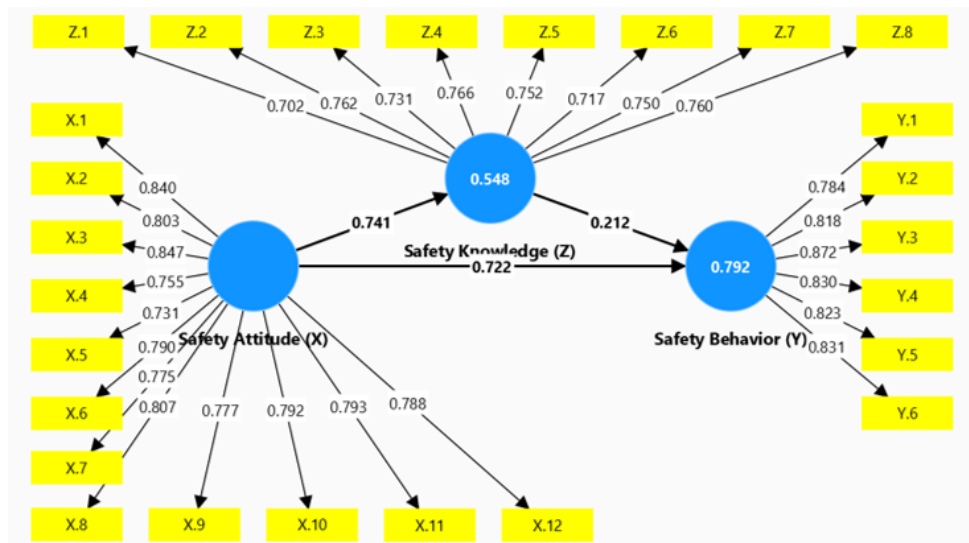 Z.1 Z.2 Z.3 Z.4 Z.5 Z.6 Z.7 Z.8
0.702 0.762 0.731 0.766 0.752 0.717 0.750 0.760
X.1 Y.1
X.2 0.840 0.548 0.784 Y.2
0.803 0.818
X.3 0.741 0.212 Y.3
0.847 0.872
Safety Knowledge (Z)
0.722 0.792
0.755 0.830
X.4 Y.4
0.731 0.823
Safety Attitude (X) Safety Behavior (Y)
0.790 0.831
X.5 Y.5
0.775
0.807 0.777 0.792 0.793 0.788
X.6 Y.6
X.7
X.8 X.9 X.10 X.11 X.12